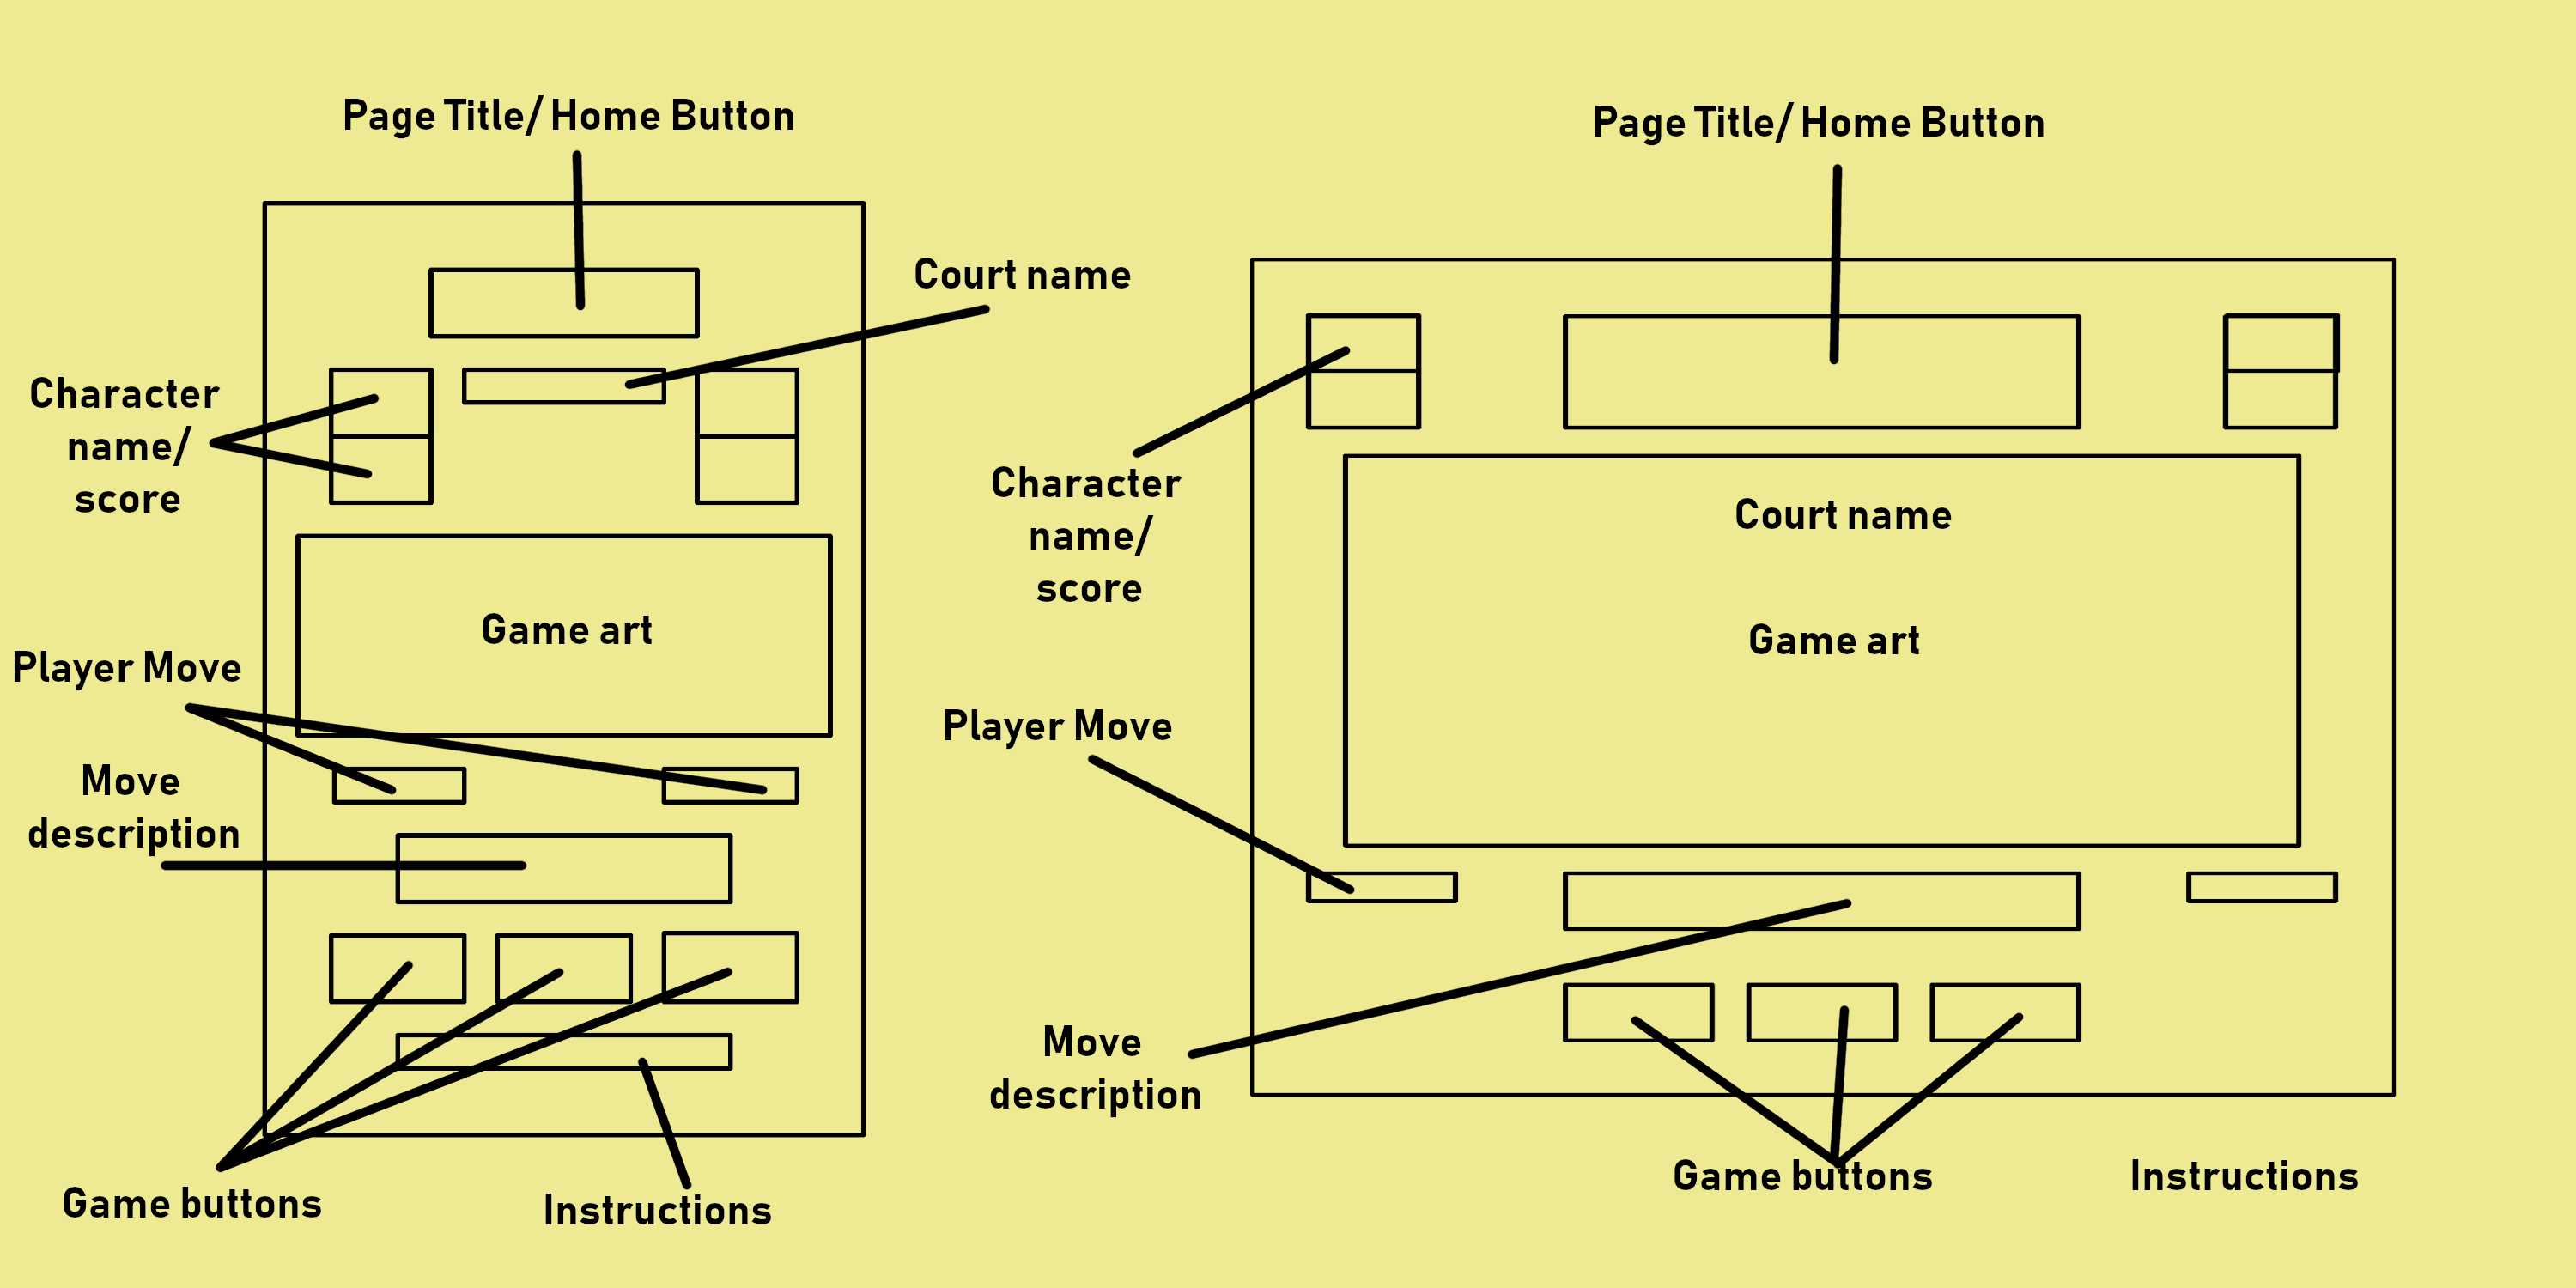 Page Title/ Home Button
Court name
Character
name/
score
Game art
Player Move
Move
description
Game buttons
Instructions
Page Title/ Home Button
Character
name/
score
Court name
Game art
Player Move
Move
description
Game buttons
Instructions